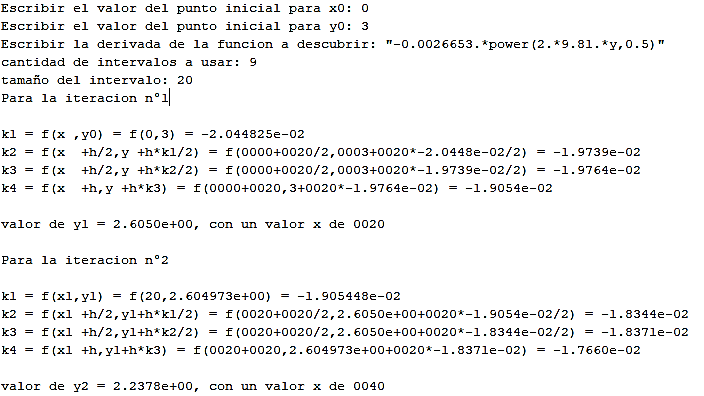 Escribir el valor del punto inicial para x0: 0
Escribir el valor del punto inicial para y0: 3
Escribir la derivada de la funcion a descubrir: "-0.0026653.*power(2.*9.81.*y,0.5)"
cantidad de intervalos a usar: 9
tamaño del intervalo: 20
Para la iteracion n°1

k1 = f(x ,y0) = f(0,3) = -2.044825e-02
k2 = f(x  +h/2,y +h*k1/2) = f(0000+0020/2,0003+0020*-2.0448e-02/2) = -1.9739e-02
k3 = f(x  +h/2,y +h*k2/2) = f(0000+0020/2,0003+0020*-1.9739e-02/2) = -1.9764e-02
k4 = f(x  +h,y +h*k3) = f(0000+0020,3+0020*-1.9764e-02) = -1.9054e-02

valor de y1 = 2.6050e+00, con un valor x de 0020

Para la iteracion n°2

k1 = f(x1,y1) = f(20,2.604973e+00) = -1.905448e-02
k2 = f(x1 +h/2,y1+h*k1/2) = f(0020+0020/2,2.6050e+00+0020*-1.9054e-02/2) = -1.8344e-02
k3 = f(x1 +h/2,y1+h*k2/2) = f(0020+0020/2,2.6050e+00+0020*-1.8344e-02/2) = -1.8371e-02
k4 = f(x1 +h,y1+h*k3) = f(0020+0020,2.604973e+00+0020*-1.8371e-02) = -1.7660e-02

valor de y2 = 2.2378e+00, con un valor x de 0040